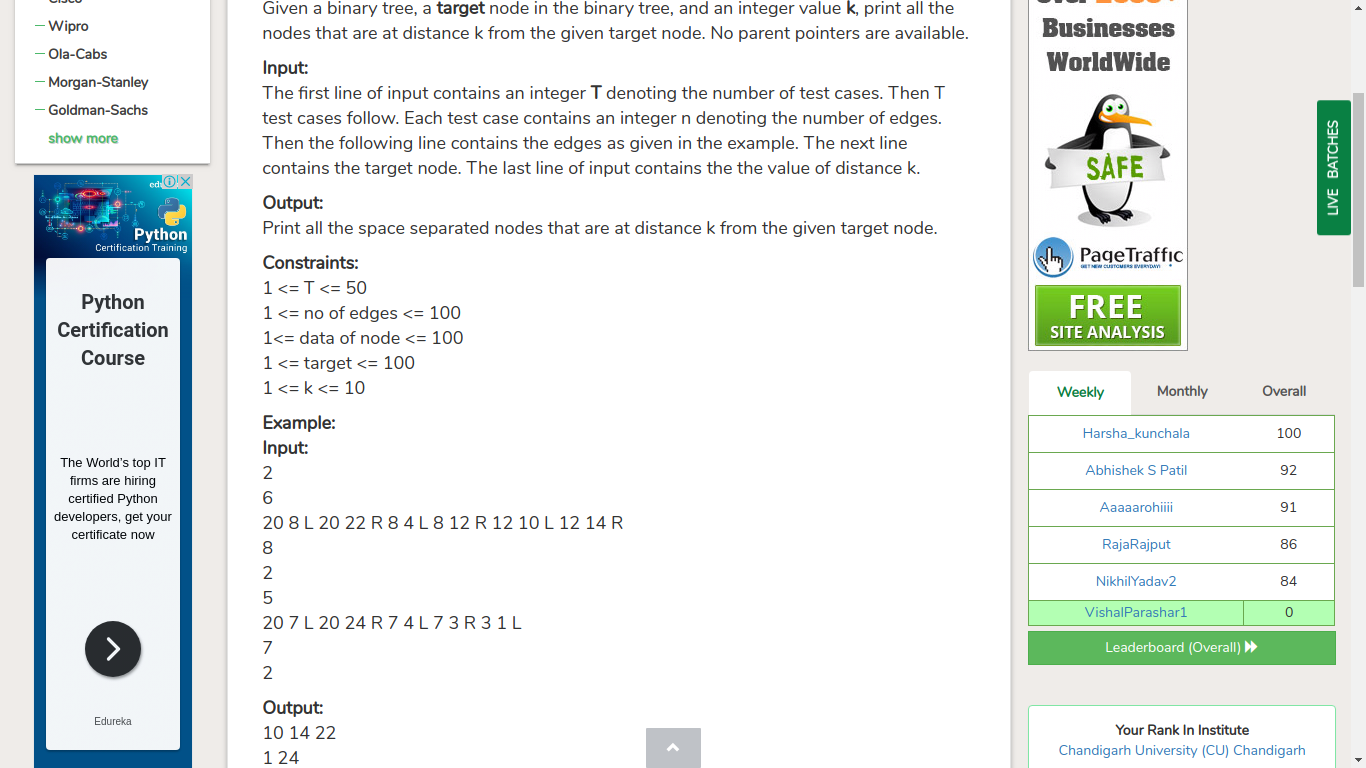 Cisco
Wipro
Ola-Cabs
Morgan-Stanley
Goldman-Sachs
show more
Python
Certification Training
Python
Certification
Course
The World's top IT
firms are hiring
certified Python
developers, get your
certificate now
Edureka
Given a binary tree, a target node in the binary tree, and an integer value k, print all the
nodes that are at distance k from the given target node. No parent pointers are available.
Input:
The first line of input contains an integer T denoting the number of test cases. Then T
test cases follow. Each test case contains an integer n denoting the number of edges.
Then the following line contains the edges as given in the example. The next line
contains the target node. The last line of input contains the the value of distance k.
Output:
Print all the space separated nodes that are at distance k from the given target node.
Constraints:
1 <= T <= 50
1 <= no of edges <= 100
1<= data of node <= 100
1 <= target <= 100
1 <= k <= 10
Example:
Input:
2
6
20 8 L 20 22 R 8 4 L 8 12 R 12 10 L 12 14 R
8
2
5
20 7 L 20 24 R 7 4 L 7 3 R 3 1 L
7
2
Output:
10 14 22
1 24
Businesses
WorldWide
SAFE
PageTraffic
GET NEW CUSTOMERS EVERYDAY!
FREE
SITE ANALYSIS
LIVE BATCHES
Weekly Monthly Overall
Harsha_kunchala 100
Abhishek S Patil 92
Aaaaarohiiii 91
RajaRajput 86
NikhilYadav2 84
VishalParashar1 0
Leaderboard (Overall)
Your Rank In Institute
Chandigarh University (CU) Chandigarh